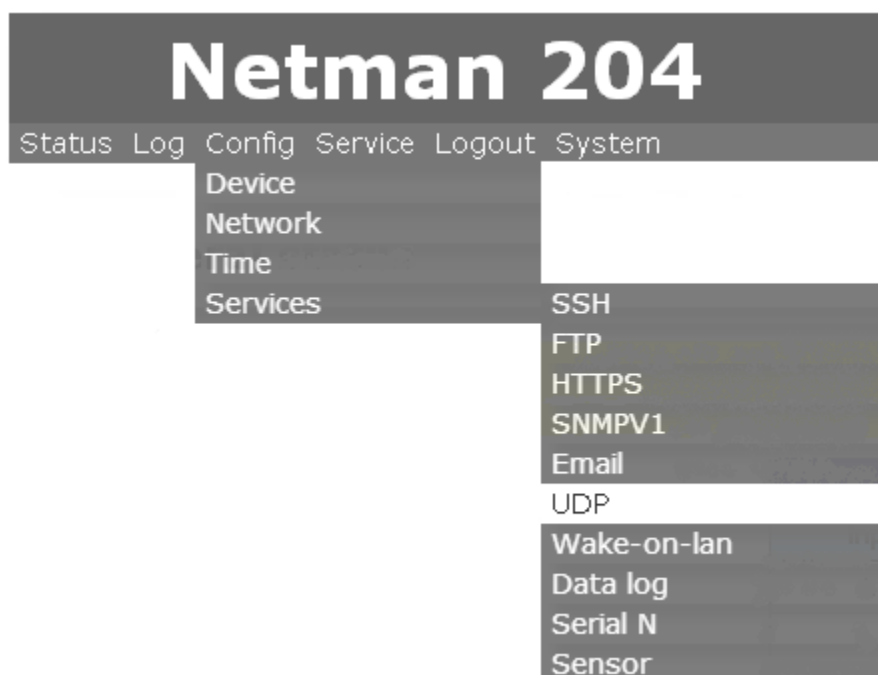 Netman 204
Status Log Config Service Logout System
Device
Network
Time
Services
SSH
FTP
HTTPS
SNMPV1
Email
UDP
Wake-on-lan
Data log
Serial N
Sensor